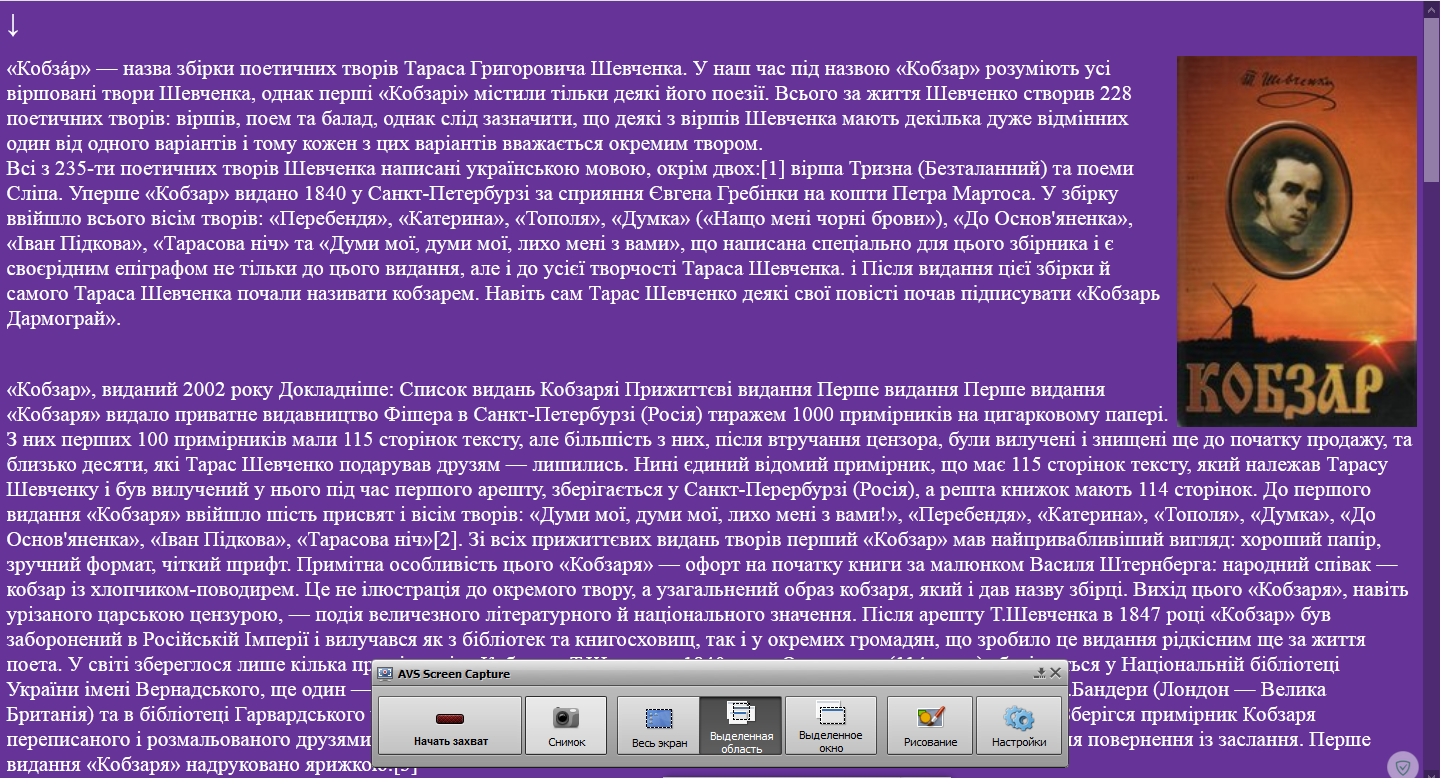 ↓
«Кобза́р» — назва збірки поетичних творів Тараса Григоровича Шевченка. У наш час під назвою «Кобзар» розуміють усі
віршовані твори Шевченка, однак перші «Кобзарі» містили тільки деякі його поезії. Всього за життя Шевченко створив 228
поетичних творів: віршів, поем та балад, однак слід зазначити, що деякі з віршів Шевченка мають декілька дуже відмінних
один від одного варіантів і тому кожен з цих варіантів вважається окремим твором.
Всі з 235-ти поетичних творів Шевченка написані українською мовою, окрім двох:[1] вірша Тризна (Безталанний) та поеми
Сліпа. Уперше «Кобзар» видано 1840 у Санкт-Петербурзі за сприяння Євгена Гребінки на кошти Петра Мартоса. У збірку
ввійшло всього вісім творів: «Перебендя», «Катерина», «Тополя», «Думка» («Нащо мені чорні брови»), «До Основ'яненка»,
«Іван Підкова», «Тарасова ніч» та «Думи мої, думи мої, лихо мені з вами», що написана спеціально для цього збірника і є
своєрідним епіграфом не тільки до цього видання, але і до усієї творчості Тараса Шевченка. і Після видання цієї збірки й
самого Тараса Шевченка почали називати кобзарем. Навіть сам Тарас Шевченко деякі свої повісті почав підписувати «Кобзарь
Дармограй».
Т. Шевченко
КОБЗАР
«Кобзар», виданий 2002 року Докладніше: Список видань Кобзаряі Прижиттєві видання Перше видання Перше видання
«Кобзаря» видало приватне видавництво Фішера в Санкт-Петербурзі (Росія) тиражем 1000 примірників на цигарковому папері.
З них перших 100 примірників мали 115 сторінок тексту, але більшість з них, після втручання цензора, були вилучені і знищені ще до початку продажу, та
близько десяти, які Тарас Шевченко подарував друзям — лишились. Нині єдиний відомий примірник, що має 115 сторінок тексту, який належав Тарасу
Шевченку і був вилучений у нього під час першого арешту, зберігається у Санкт-Перербурзі (Росія), а решта книжок мають 114 сторінок. До першого
видання «Кобзаря» ввійшло шість присвят і вісім творів: «Думи мої, думи мої, лихо мені з вами!», «Перебендя», «Катерина», «Тополя», «Думка», «До
Основ'яненка», «Іван Підкова», «Тарасова ніч»[2]. Зі всіх прижиттєвих видань творів перший «Кобзар» мав найпривабливіший вигляд: хороший папір,
зручний формат, чіткий шрифт. Примітна особливість цього «Кобзаря» — офорт на початку книги за малюнком Василя Штернберга: народний співак —
кобзар із хлопчиком-поводирем. Це не ілюстрація до окремого твору, а узагальнений образ кобзаря, який і дав назву збірці. Вихід цього «Кобзаря», навіть
урізаного царською цензурою, — подія величезного літературного й національного значення. Після арешту Т.Шевченка в 1847 році «Кобзар» був
заборонений в Російській Імперії і вилучався як з бібліотек та книгосховищ, так і у окремих громадян, що зробило це видання рідкісним ще за життя
поета. У світі збереглося лише кілька у Національній бібліотеці
України імені Вернадського, ще один — .Бандери (Лондон — Велика
Британія) та в бібліотеці Гарвардського примірник Кобзаря
переписаного і розмальованого друзями повернення із заслання. Перше
видання «Кобзаря» надруковано ярижкою.[3]
AVS Screen Capture
Начать захват
Снимок
Весь экран
Выделенная
область
Выделенное
окно
Рисование
Настройки